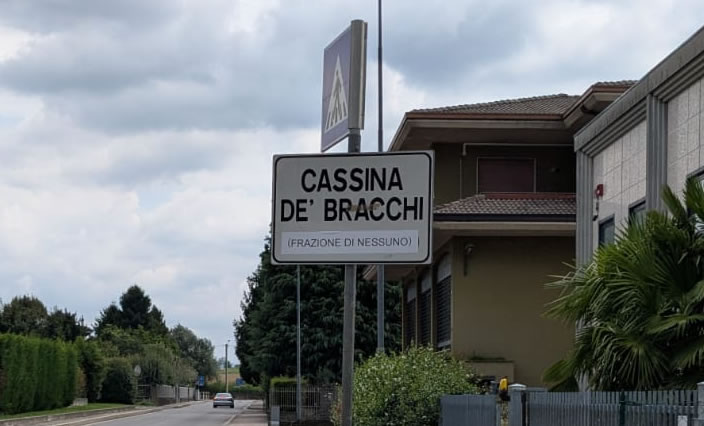 CASSINA
DE' BRACCHI
(FRAZIONE DI NESSUNO)